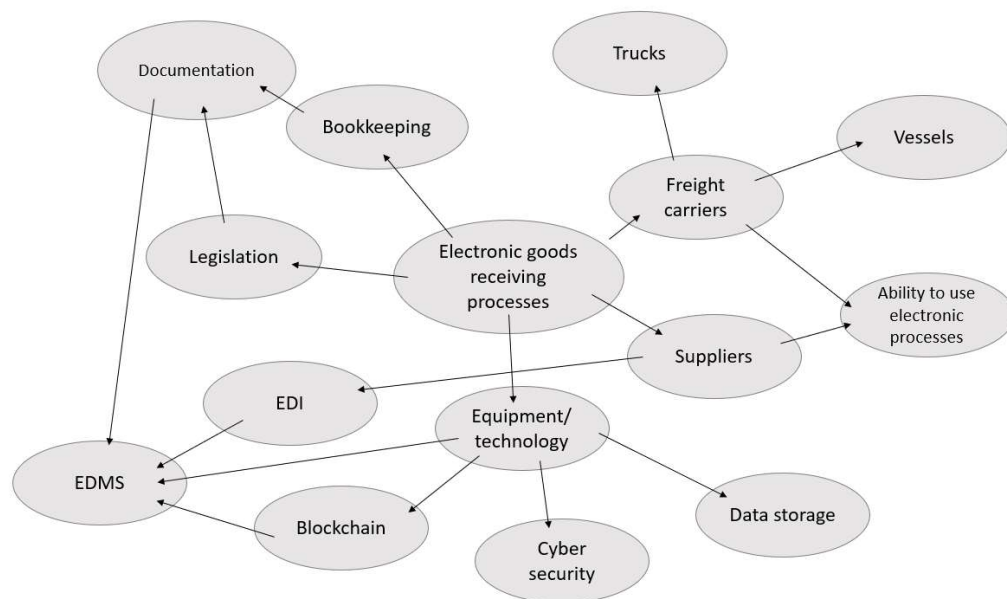 Trucks
Documentation
Bookkeeping
Vessels
Freight
carriers
Legislation
Electronic goods
receiving
processes
Ability to use
electronic
processes
Suppliers
EDI
Equipment/
technology
EDMS
Blockchain
Data storage
Cyber
security